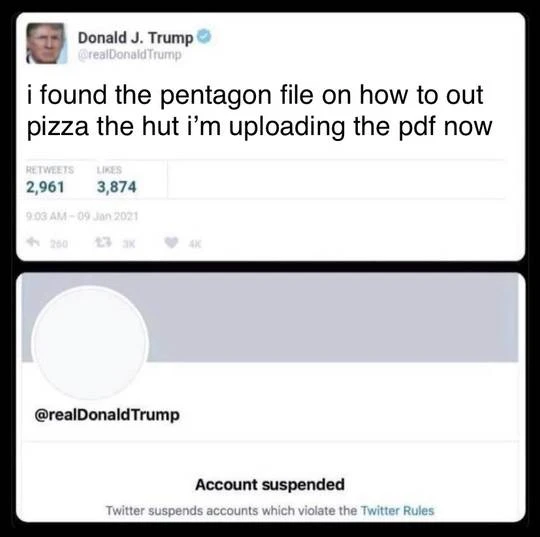 Donald J. Trump
@realDonaldTrump
i found the pentagon file on how to out
pizza the hut i’m uploading the pdf now
RETWEETS LIKES
2,961 3,874
9:03 AM - 09 Jan 2021
260 3K 4K
@realDonaldTrump
Account suspended
Twitter suspends accounts which violate the Twitter Rules